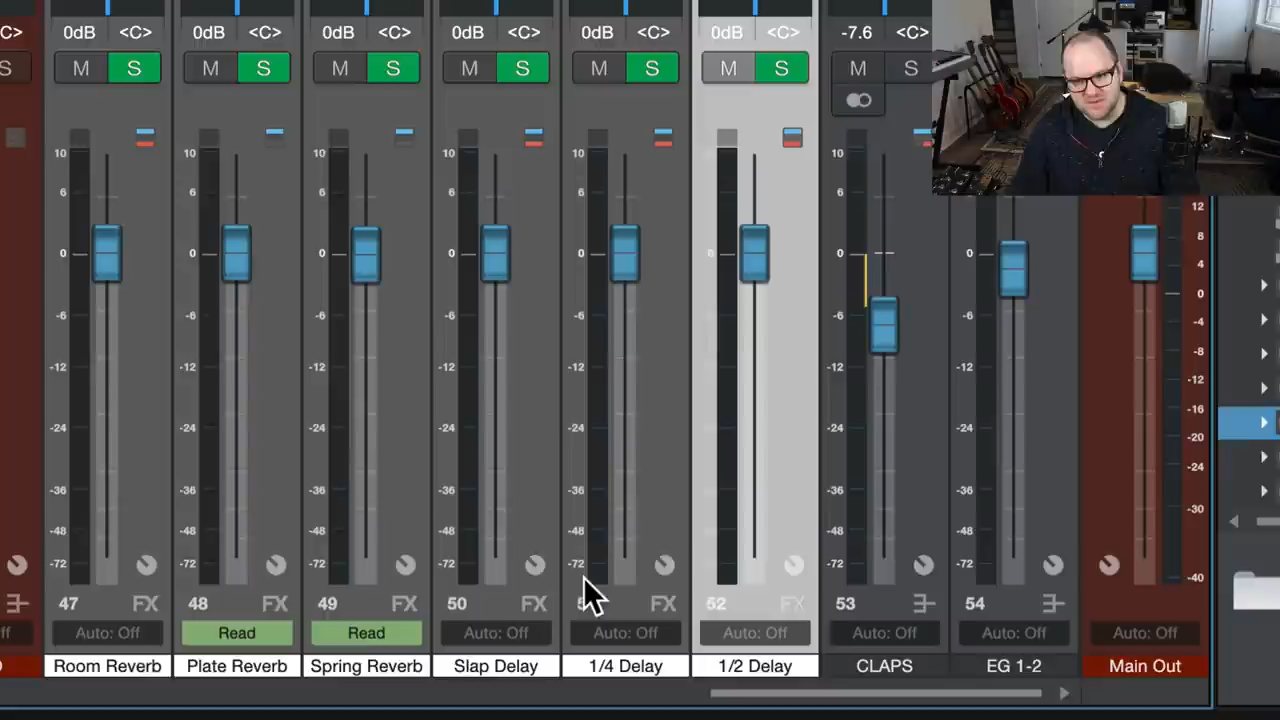 <C> 0dB <C> 0dB <C> 0dB <C> 0dB <C> 0dB <C> 0dB <C> -7.6 <C>
S M S M S M S M S M S M S M S
10 10 10 10 10 10 10
6 6 6 6 6 6 6 12
8
4
0 0 0 0 0 0 0 0 0
-6 -6 -6 -6 -6 -6 -6 -4
-8
-12 -12 -12 -12 -12 -12 -12 -12
-16
-24 -24 -24 -24 -24 -24 -24 -20
-24
-36 -36 -36 -36 -36 -36 -36
-30
-48 -48 -48 -48 -48 -48 -48
-72 -72 -72 -72 -72 -72 -72 -40
47 FX 48 FX 49 FX 50 FX FX 52 FX 53 54
Auto: Off Read Read Auto: Off Auto: Off Auto: Off Auto: Off Auto: Off Auto: Off
Room Reverb Plate Reverb Spring Reverb Slap Delay 1/4 Delay 1/2 Delay CLAPS EG 1-2 Main Out